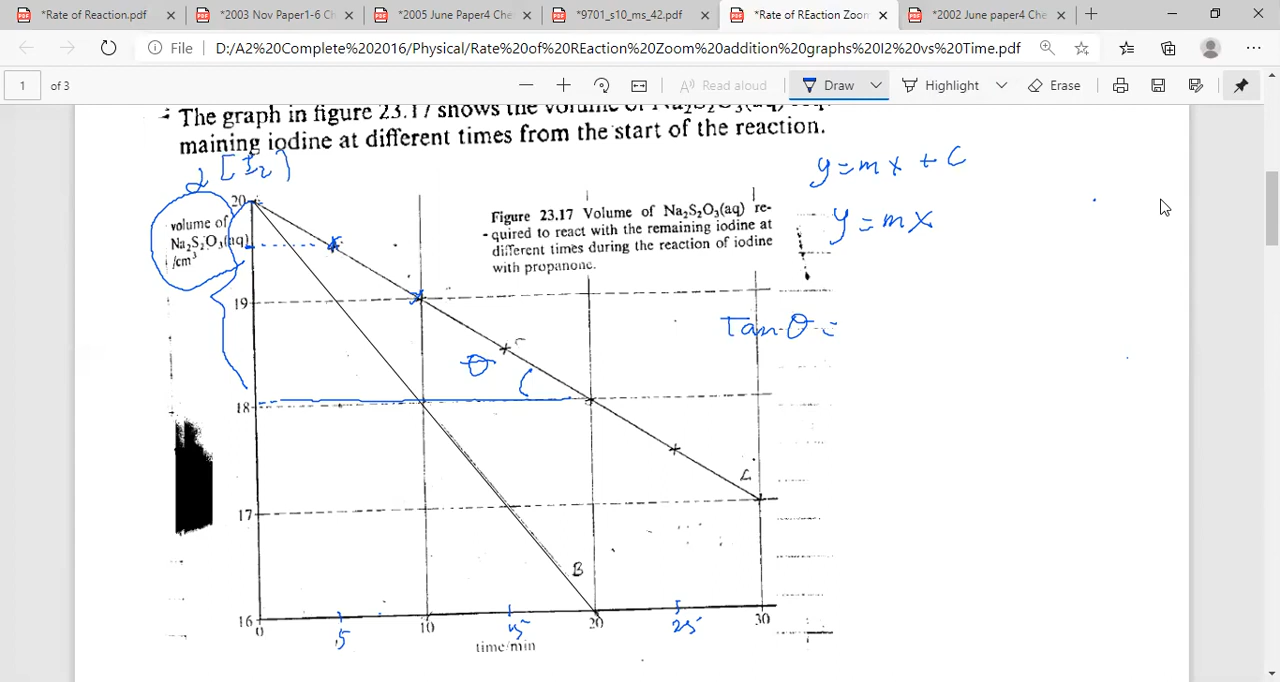 *Rate of Reaction.pdf
*2003 Nov Paper1-6 Ch
*2005 June Paper4 Che
*9701_s10_ms_42.pdf
*Rate of REaction Zoom
*2002 June paper4 Che
File
D:/A2%20Complete%202016/Physical/Rate%20of%20REaction%20Zoom%20addition%20graphs%20I2%20vs%20Time.pdf
1 of 3
Read aloud
Draw
Highlight
Erase
The graph in figure 23.17 shows the volume of Na2S2O3(aq)
maining iodine at different times from the start of the reaction.
2 [I2]
y = mx + C
y = mx
Tan θ =
volume of
Na2S2O3(aq)
/cm3
Figure 23.17 Volume of Na2S2O3(aq) re-
quired to react with the remaining iodine at
different times during the reaction of iodine
with propanone.
20
19
θ
18
17
B
16
0
5
10
15
20
25
30
time/min